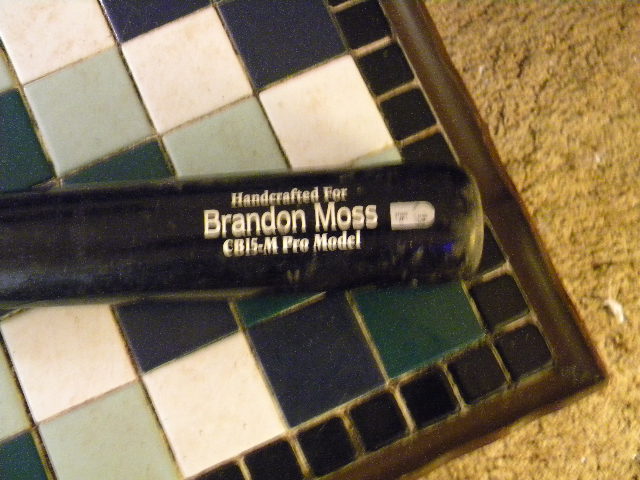 Handcrafted For
Brandon Moss
CB15-M Pro Model